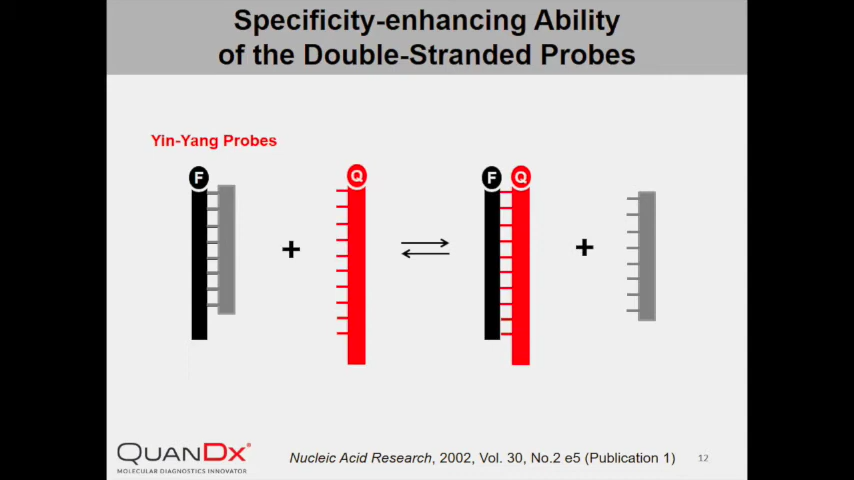 Specificity-enhancing Ability
of the Double-Stranded Probes
Yin-Yang Probes
F
Q
F Q
+
+
QUANDX
MOLECULAR DIAGNOSTICS INNOVATOR
Nucleic Acid Research, 2002, Vol. 30, No.2 e5 (Publication 1)
12